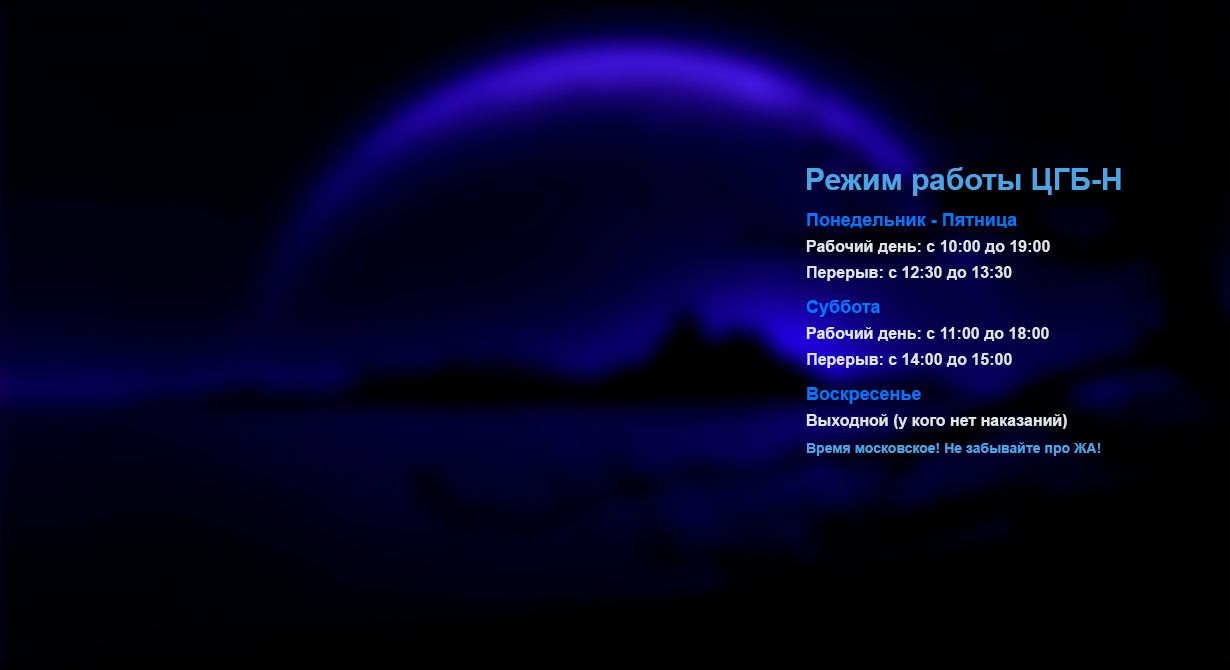 Режим работы ЦГБ-Н
Понедельник - Пятница
Рабочий день: с 10:00 до 19:00
Перерыв: с 12:30 до 13:30
Суббота
Рабочий день: с 11:00 до 18:00
Перерыв: с 14:00 до 15:00
Воскресенье
Выходной (у кого нет наказаний)
Время московское! Не забывайте про ЖА!